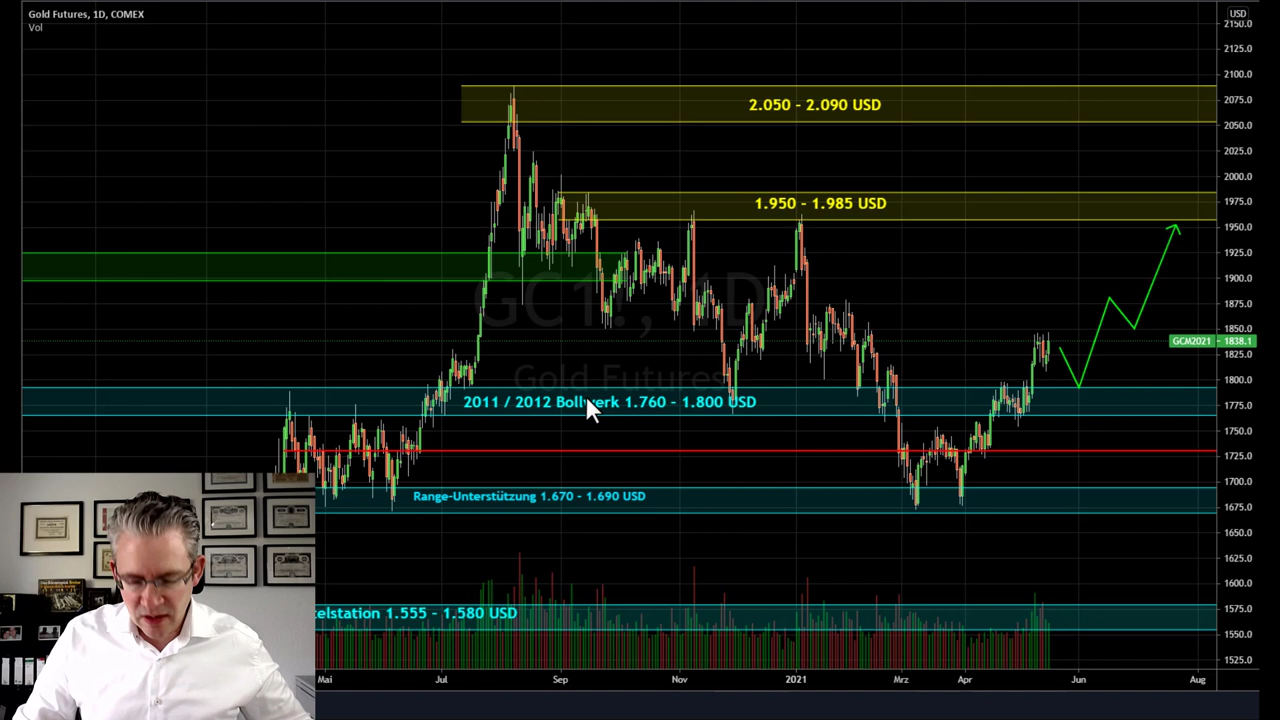 Gold Futures, 1D, COMEX
Vol
USD
2150.0
2125.0
2100.0
2075.0
2050.0
2025.0
2000.0
1975.0
1950.0
1925.0
1900.0
1875.0
1850.0
GCM2021 1838.1
1825.0
1800.0
1775.0
1750.0
1725.0
1700.0
1675.0
1650.0
1625.0
1600.0
1575.0
1550.0
1525.0
2.050 - 2.090 USD
1.950 - 1.985 USD
GC1!, 1D
Gold Futures
2011 / 2012 Bollwerk 1.760 - 1.800 USD
Range-Unterstützung 1.670 - 1.690 USD
telstation 1.555 - 1.580 USD
Mai Jul Sep Nov 2021 Mrz Apr Jun Aug